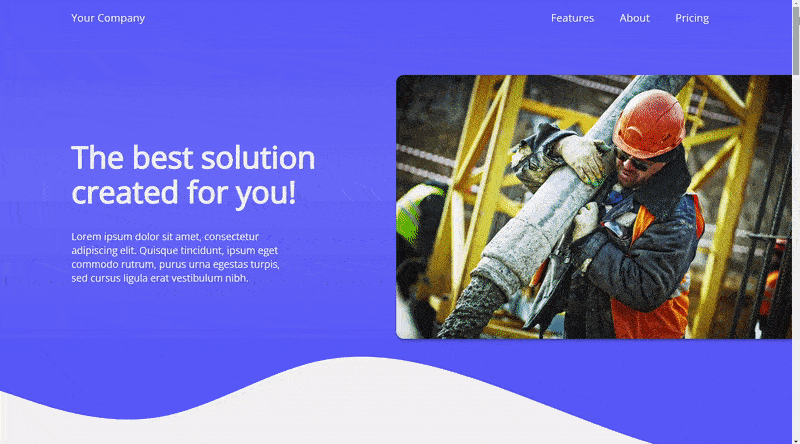 Your Company
Features
About
Pricing
The best solution
created for you!
Lorem ipsum dolor sit amet, consectetur
adipiscing elit. Quisque tincidunt, ipsum eget
commodo rutrum, purus urna egestas turpis,
sed cursus ligula erat vestibulum nibh.